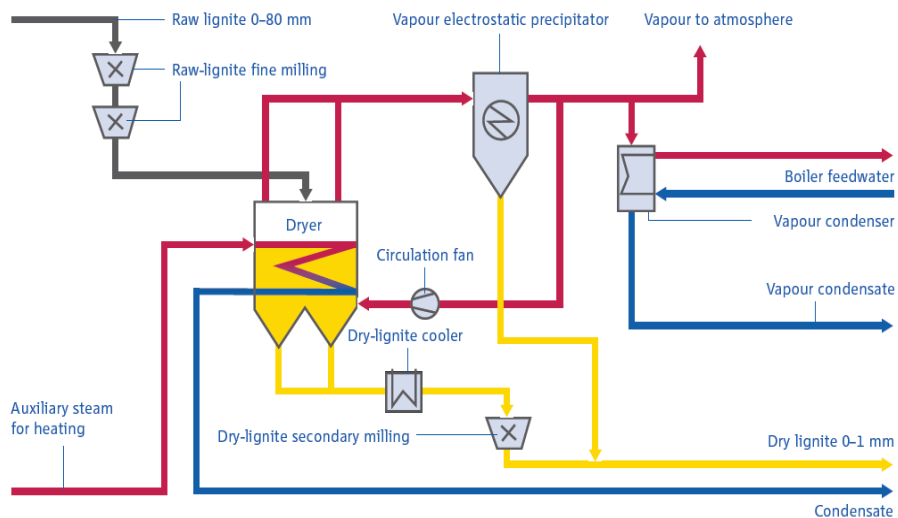 Raw lignite 0–80 mm
Vapour electrostatic precipitator
Vapour to atmosphere
Raw-lignite fine milling
Boiler feedwater
Dryer
Vapour condenser
Circulation fan
Vapour condensate
Dry-lignite cooler
Auxiliary steam
for heating
Dry-lignite secondary milling
Dry lignite 0–1 mm
Condensate